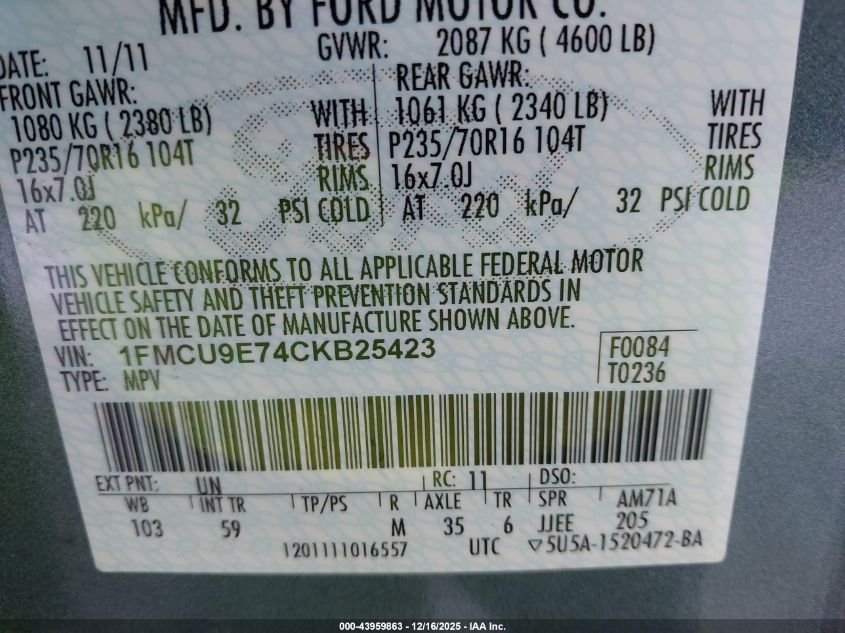 MFD. BY FORD MOTOR CO.
DATE: 11/11 GVWR: 2087 KG ( 4600 LB)
FRONT GAWR: REAR GAWR:
1080 KG ( 2380 LB) WITH 1061 KG ( 2340 LB) WITH
P235/70R16 104T TIRES P235/70R16 104T TIRES
16x7.0J RIMS 16x7.0J RIMS
AT 220 kPa/ 32 PSI COLD AT 220 kPa/ 32 PSI COLD
THIS VEHICLE CONFORMS TO ALL APPLICABLE FEDERAL MOTOR
VEHICLE SAFETY AND THEFT PREVENTION STANDARDS IN
EFFECT ON THE DATE OF MANUFACTURE SHOWN ABOVE.
VIN: 1FMCU9E74CKB25423 F0084
TYPE: MPV T0236
EXT PNT: UN RC: 11 DSO:
WB INT TR TP/PS R AXLE TR SPR AM71A
103 59 M 35 6 JJEE 205
1201111016557 UTC ▽5U5A-1520472-BA
000-43959863 - 12/16/2025 - IAA Inc.